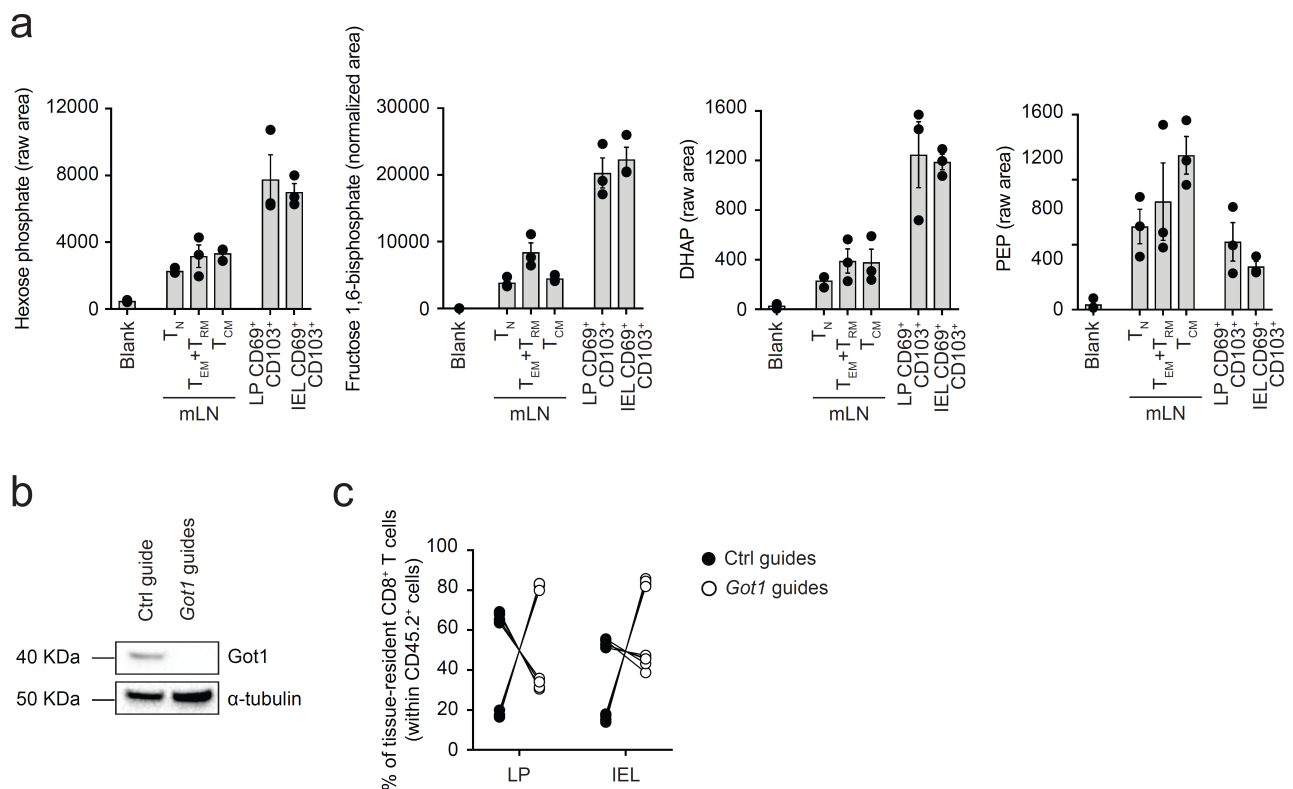 a
Hexose phosphate (raw area)
12000
8000
4000
0
Blank
TN
TEM+TRM
TCM
LP CD69+
CD103+
IEL CD69+
CD103+
mLN
Fructose 1,6-bisphosphate (normalized area)
30000
20000
10000
0
Blank
TN
TEM+TRM
TCM
LP CD69+
CD103+
IEL CD69+
CD103+
mLN
DHAP (raw area)
1600
1200
800
400
0
Blank
TN
TEM+TRM
TCM
LP CD69+
CD103+
IEL CD69+
CD103+
mLN
PEP (raw area)
1600
1200
800
400
0
Blank
TN
TEM+TRM
TCM
LP CD69+
CD103+
IEL CD69+
CD103+
mLN
b
Ctrl guide
Got1 guides
40 KDa
Got1
50 KDa
α-tubulin
c
% of tissue-resident CD8+ T cells
(within CD45.2+ cells)
100
80
60
40
20
0
LP
IEL
Ctrl guides
Got1 guides